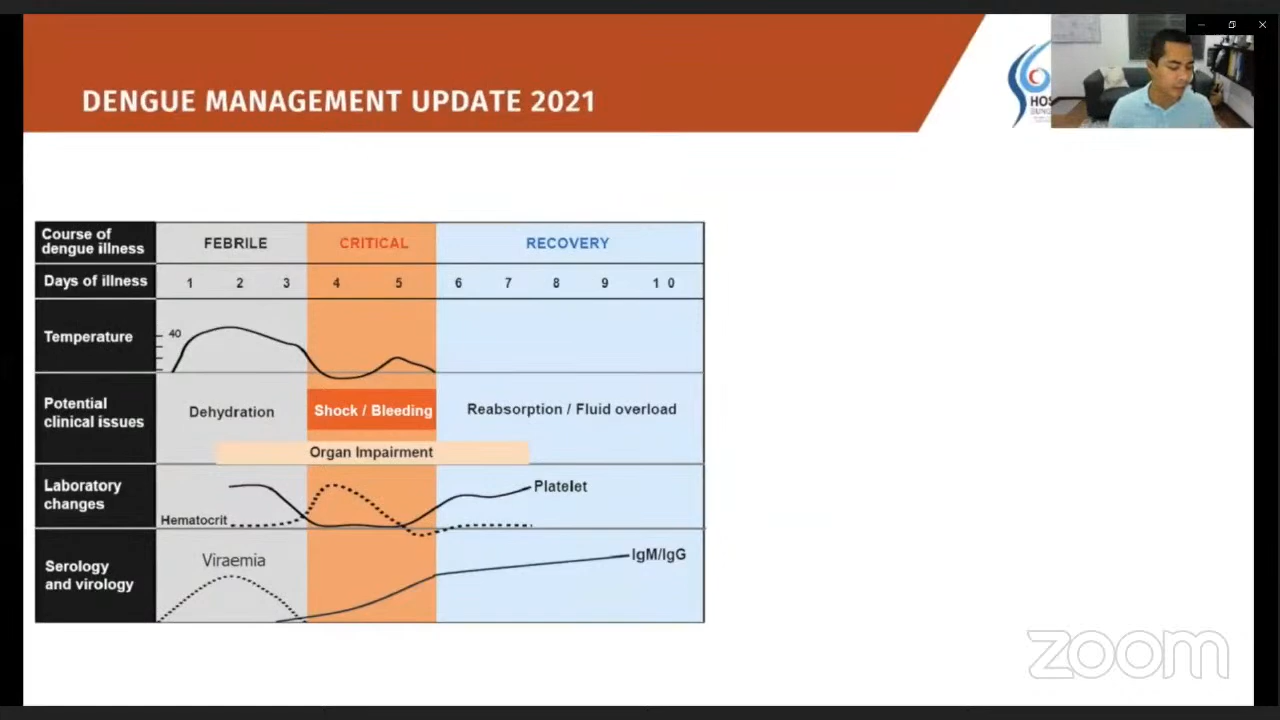 DENGUE MANAGEMENT UPDATE 2021
HOS
Course of
dengue illness
FEBRILE
CRITICAL
RECOVERY
Days of illness
1 2 3 4 5 6 7 8 9 1 0
Temperature
40
Potential
clinical issues
Dehydration
Shock / Bleeding
Reabsorption / Fluid overload
Organ Impairment
Laboratory
changes
Platelet
Hematocrit
Serology
and virology
Viraemia
IgM/IgG
zoom